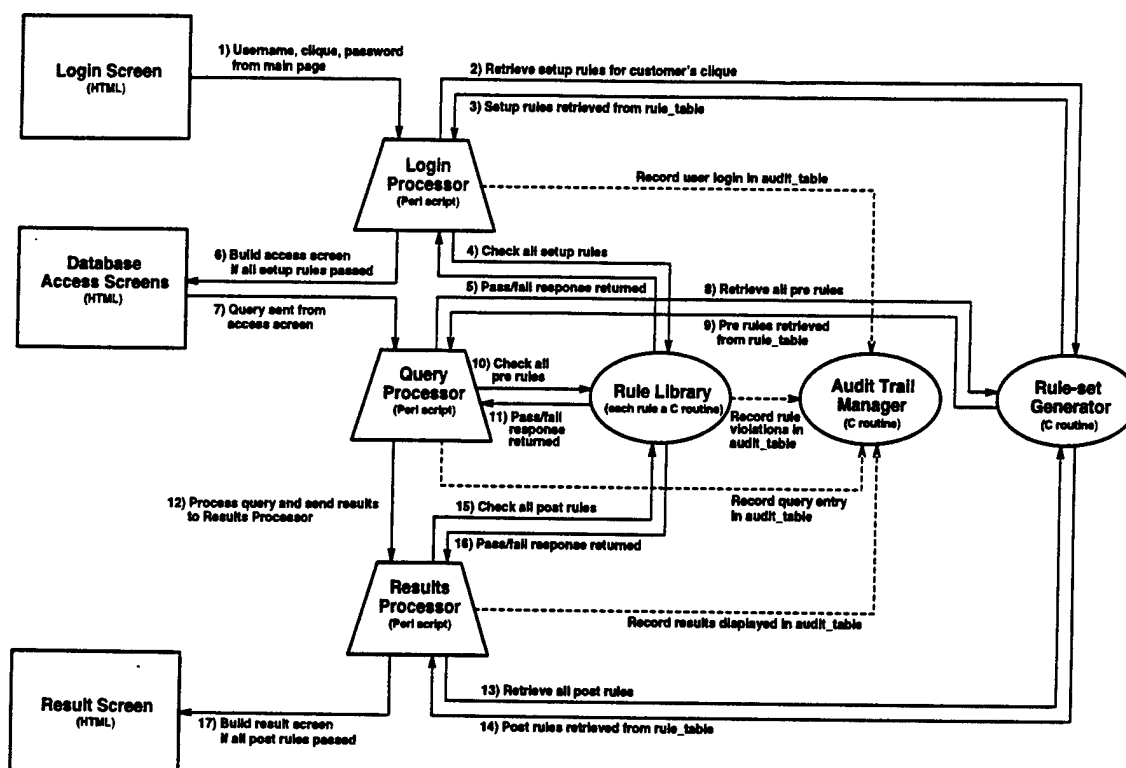 Login Screen
(HTML)
1) Username, clique, password
from main page
2) Retrieve setup rules for customer's clique
3) Setup rules retrieved from rule_table
Login
Processor
(Perl script)
Record user login in audit_table
Database
Access Screens
(HTML)
6) Build access screen
if all setup rules passed
4) Check all setup rules
5) Pass/fail response returned
7) Query sent from
access screen
8) Retrieve all pre rules
9) Pre rules retrieved
from rule_table
Query
Processor
(Perl script)
10) Check all
pre rules
11) Pass/fail
response
returned
Rule Library
(each rule a C routine)
Record rule
violations in
audit_table
Audit Trail
Manager
(C routine)
Rule-set
Generator
(C routine)
12) Process query and send results
to Results Processor
15) Check all post rules
16) Pass/fail response returned
Record query entry
in audit_table
Results
Processor
(Perl script)
Record results displayed in audit_table
Result Screen
(HTML)
17) Build result screen
if all post rules passed
13) Retrieve all post rules
14) Post rules retrieved from rule_table